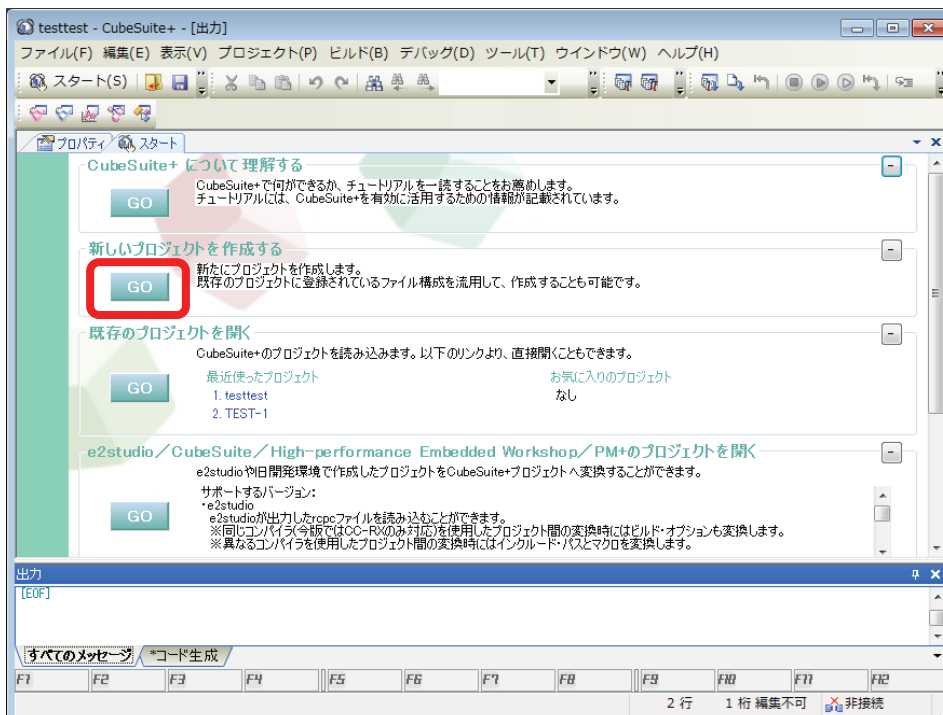 testtest - CubeSuite+ - [出力]
ファイル(F) 編集(E) 表示(V) プロジェクト(P) ビルド(B) デバッグ(D) ツール(T) ウインドウ(W) ヘルプ(H)
スタート(S)
プロパティ スタート
CubeSuite+ について理解する
GO
CubeSuite+で何ができるか、チュートリアルを一読することをお薦めします。
チュートリアルには、CubeSuite+を有効に活用するための情報が記載されています。
新しいプロジェクトを作成する
GO
新たにプロジェクトを作成します。
既存のプロジェクトに登録されているファイル構成を流用して、作成することも可能です。
既存のプロジェクトを開く
GO
CubeSuite+のプロジェクトを読み込みます。以下のリンクより、直接開くこともできます。
最近使ったプロジェクト お気に入りのプロジェクト
1. testtest なし
2. TEST-1
e2studio／CubeSuite／High-performance Embedded Workshop／PM+のプロジェクトを開く
GO
e2studioや旧開発環境で作成したプロジェクトをCubeSuite+プロジェクトへ変換することができます。
サポートするバージョン:
・e2studio
e2studioが出力したrcpcファイルを読み込むことができます。
※同じコンパイラ(今版ではCC-RXのみ対応)を使用したプロジェクト間の変換時にはビルド・オプションも変換します。
※異なるコンパイラを使用したプロジェクト間の変換時にはインクルード・パスとマクロを変換します。
出力
[EOF]
すべてのメッセージ *コード生成
F1 F2 F3 F4 F5 F6 F7 F8 F9 F10 F11 F12
2 行 1 桁 編集不可 非接続